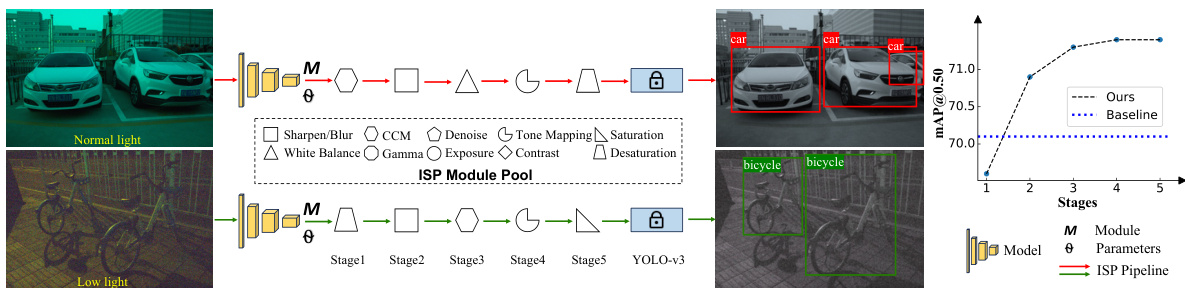 Normal light
Low light
M
θ
Sharpen/Blur
CCM
Denoise
Tone Mapping
Saturation
White Balance
Gamma
Exposure
Contrast
Desaturation
ISP Module Pool
M
θ
Stage1
Stage2
Stage3
Stage4
Stage5
YOLO-v3
car
car
car
bicycle
bicycle
mAP@0.50
71.0
70.5
70.0
Ours
Baseline
1 2 3 4 5
Stages
Model
M Module
θ Parameters
ISP Pipeline